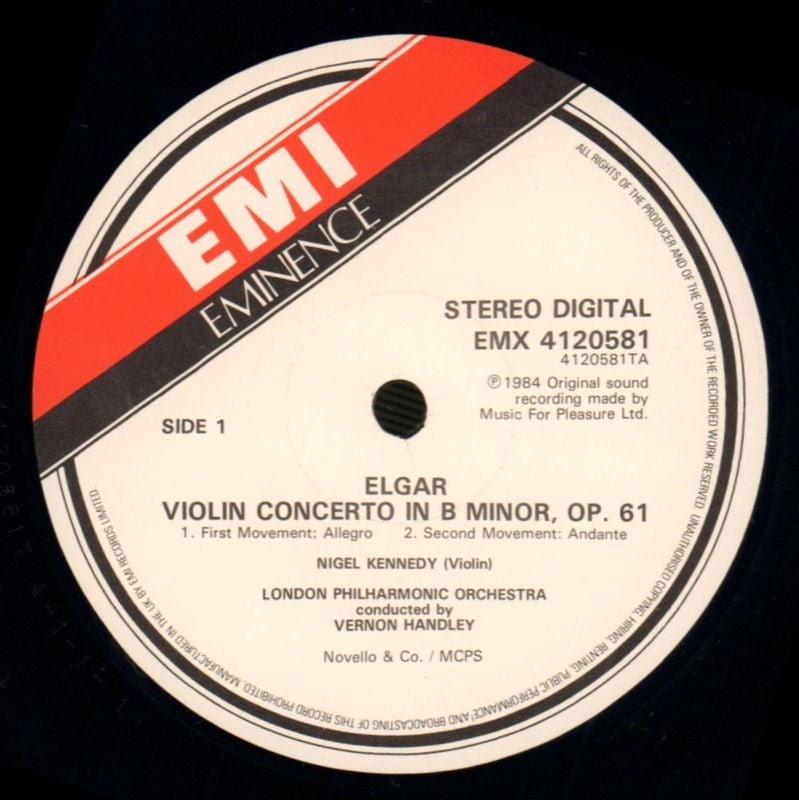 EMI
EMINENCE
STEREO DIGITAL
EMX 4120581
4120581TA
Ⓟ1984 Original sound
recording made by
Music For Pleasure Ltd.
SIDE 1
ELGAR
VIOLIN CONCERTO IN B MINOR, OP. 61
1. First Movement: Allegro 2. Second Movement: Andante
NIGEL KENNEDY (Violin)
LONDON PHILHARMONIC ORCHESTRA
conducted by
VERNON HANDLEY
Novello & Co. / MCPS
ALL RIGHTS OF THE PRODUCER AND OF THE OWNER OF THE RECORDED WORK RESERVED. UNAUTHORISED COPYING, HIRING, RENTING, PUBLIC PERFORMANCE AND BROADCASTING OF THIS RECORD PROHIBITED. MANUFACTURED IN THE UK BY EMI RECORDS LIMITED.